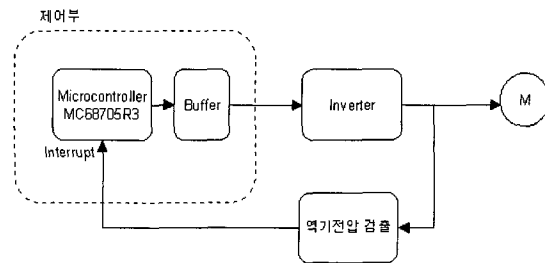 제어부
Microcontroller
MC68705R3
Buffer
Inverter
M
Interrupt
역기전압 검출